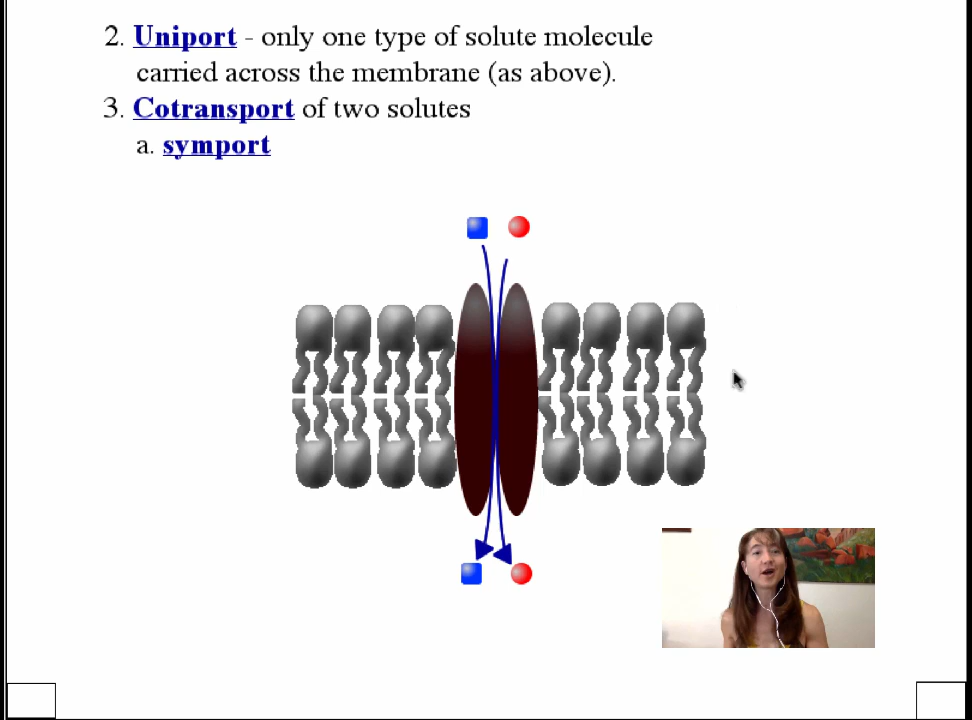 2. Uniport - only one type of solute molecule
carried across the membrane (as above).
3. Cotransport of two solutes
a. symport